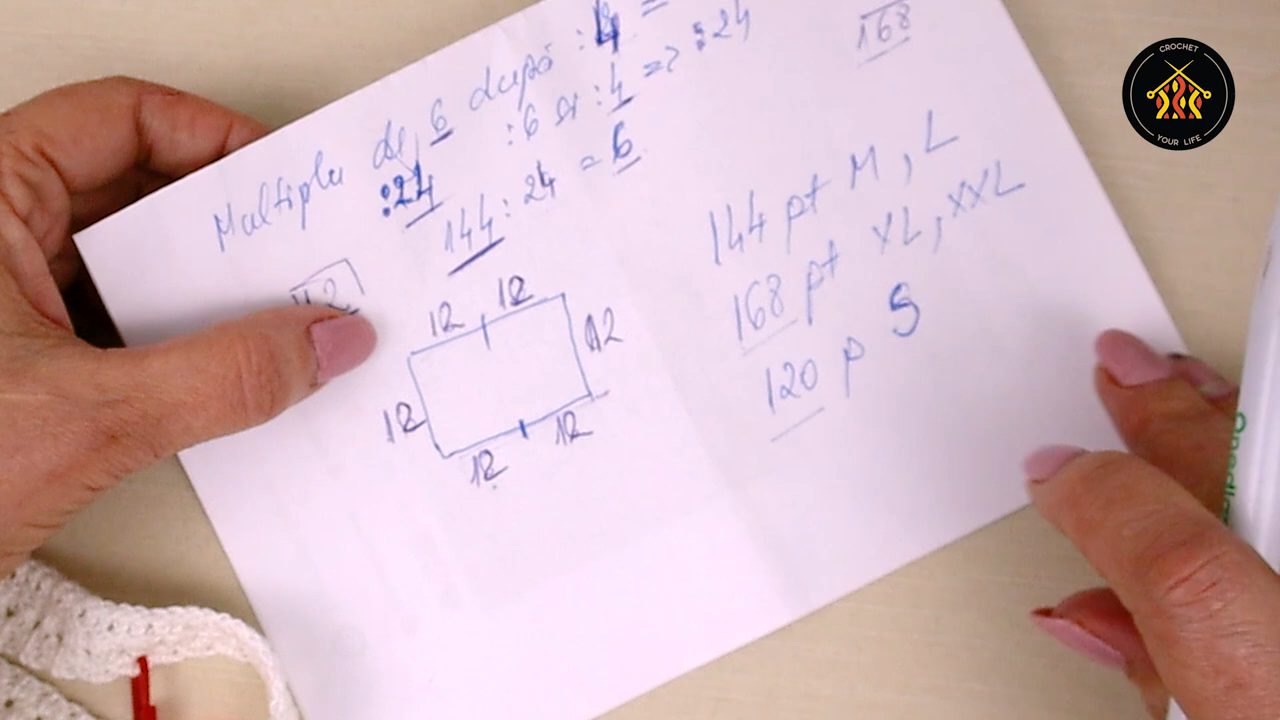 Multiplu de 6 după : 4 =
:6 și :4 => :24
:24
144 : 24 = 6
168
12 12
12 12
12 12
144 pt M, L
168 pt XL, XXL
120 p S
CROCHET
YOUR LIFE